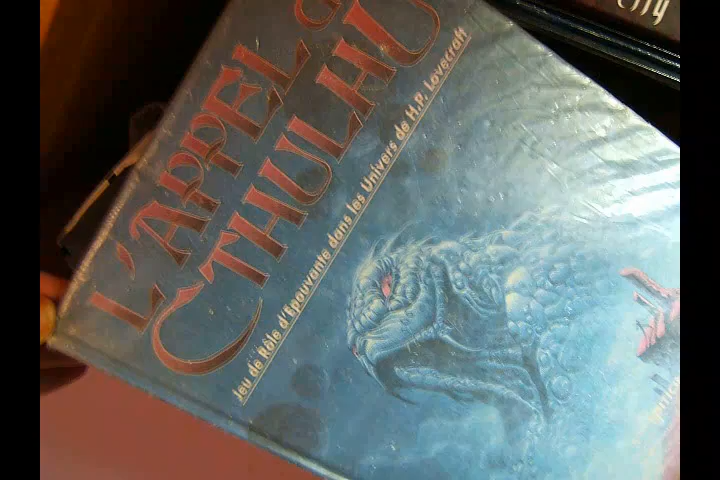 L'APPEL
CTHULHU
Jeu de Rôle d'Epouvante dans les Univers de H.P. Lovecraft